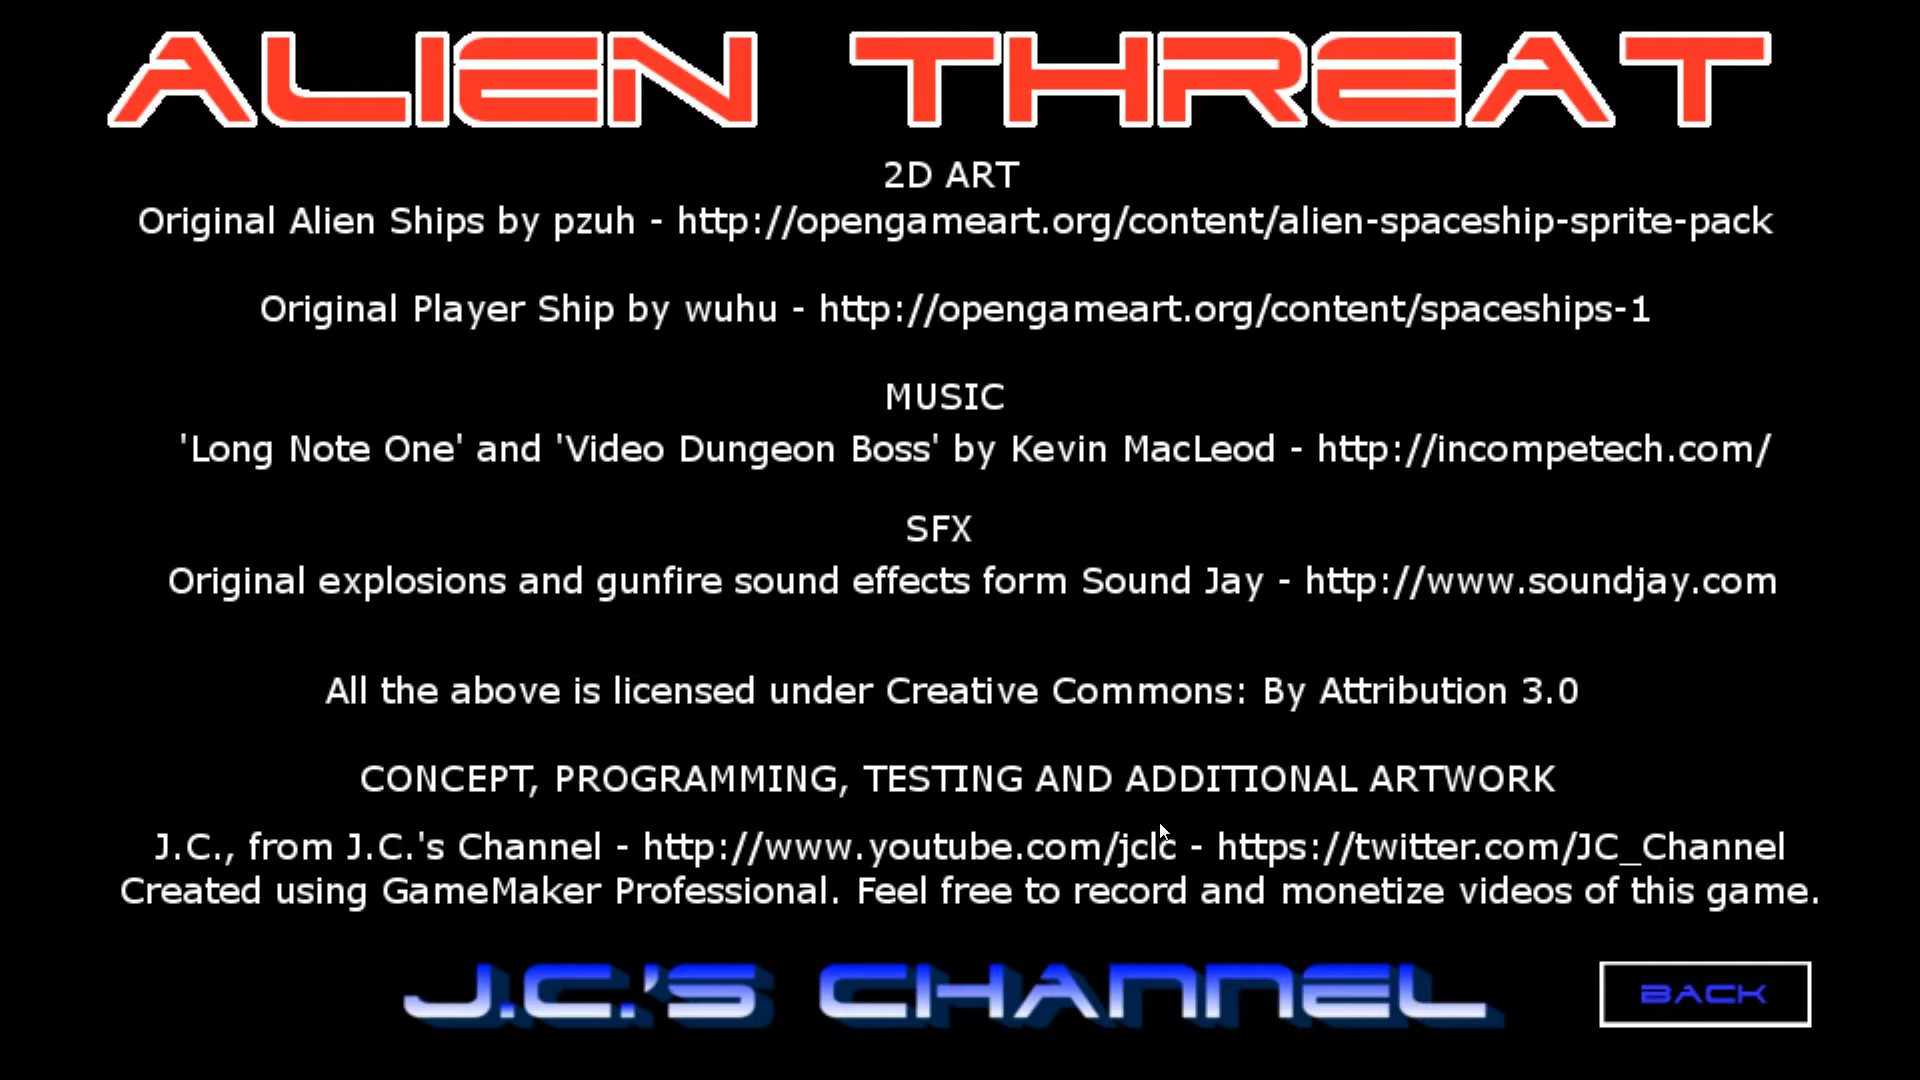 ALIEN THREAT
2D ART
Original Alien Ships by pzuh - http://opengameart.org/content/alien-spaceship-sprite-pack
Original Player Ship by wuhu - http://opengameart.org/content/spaceships-1
MUSIC
'Long Note One' and 'Video Dungeon Boss' by Kevin MacLeod - http://incompetech.com/
SFX
Original explosions and gunfire sound effects form Sound Jay - http://www.soundjay.com
All the above is licensed under Creative Commons: By Attribution 3.0
CONCEPT, PROGRAMMING, TESTING AND ADDITIONAL ARTWORK
J.C., from J.C.'s Channel - http://www.youtube.com/jclc - https://twitter.com/JC_Channel
Created using GameMaker Professional. Feel free to record and monetize videos of this game.
J.C.'S CHANNEL
BACK